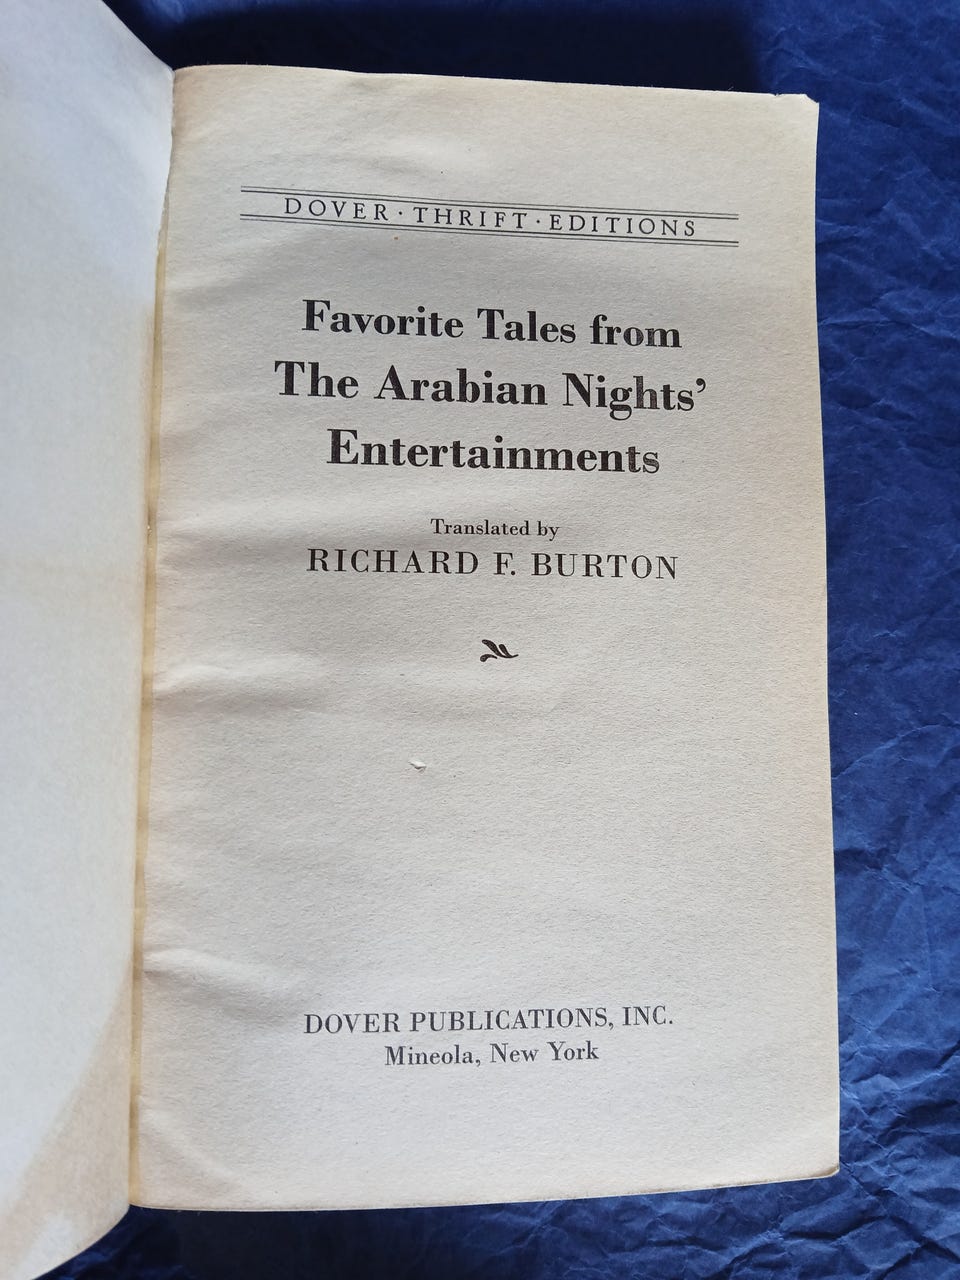 DOVER · THRIFT · EDITIONS
Favorite Tales from
The Arabian Nights’
Entertainments
Translated by
RICHARD F. BURTON
DOVER PUBLICATIONS, INC.
Mineola, New York